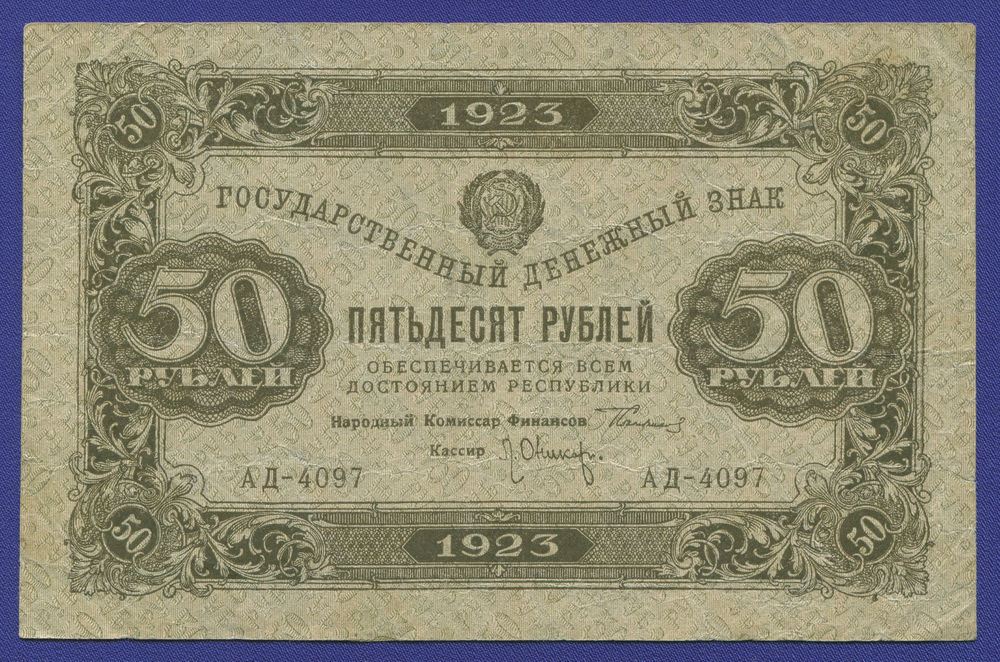 1923
50 50
ГОСУДАРСТВЕННЫЙ ДЕНЕЖНЫЙ ЗНАК
50 РУБЛЕЙ
50 РУБЛЕЙ
ПЯТЬДЕСЯТ РУБЛЕЙ
ОБЕСПЕЧИВАЕТСЯ ВСЕМ
ДОСТОЯНИЕМ РЕСПУБЛИКИ
Народный Комиссар Финансов
Кассир
АД-4097 АД-4097
50 50
1923